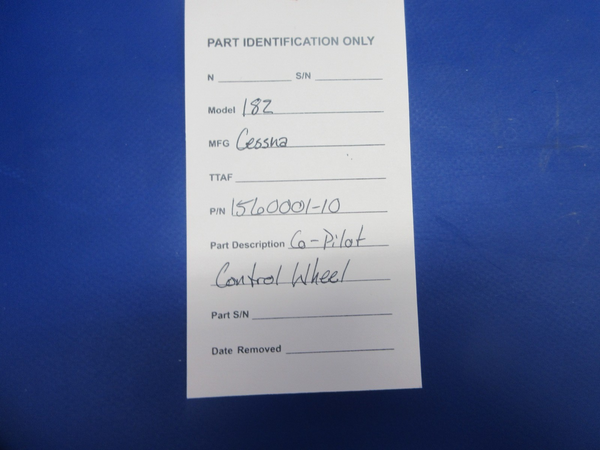 PART IDENTIFICATION ONLY
N S/N
Model 182
MFG Cessna
TTAF
P/N 1560001-10
Part Description Co-Pilot
Control Wheel
Part S/N
Date Removed